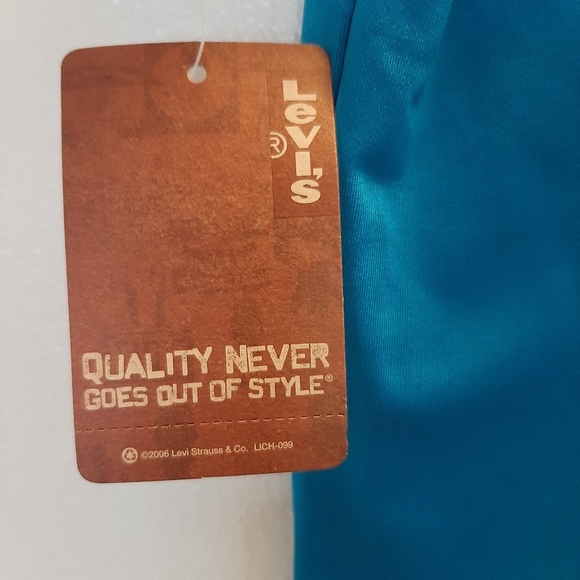 Levi's
®
QUALITY NEVER
GOES OUT OF STYLE®
©2006 Levi Strauss & Co. LICH-099